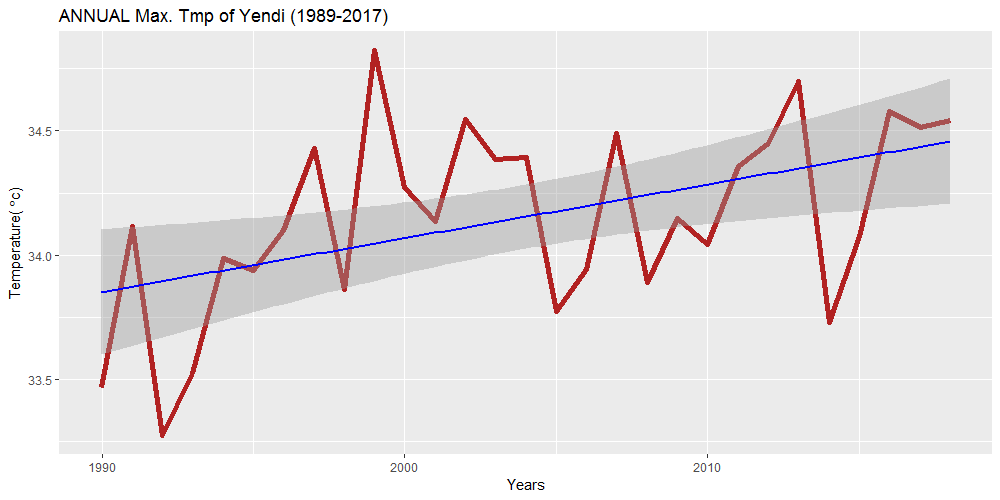 ANNUAL Max. Tmp of Yendi (1989-2017)
Temperature( °c)
34.5
34.0
33.5
1990 2000 2010
Years